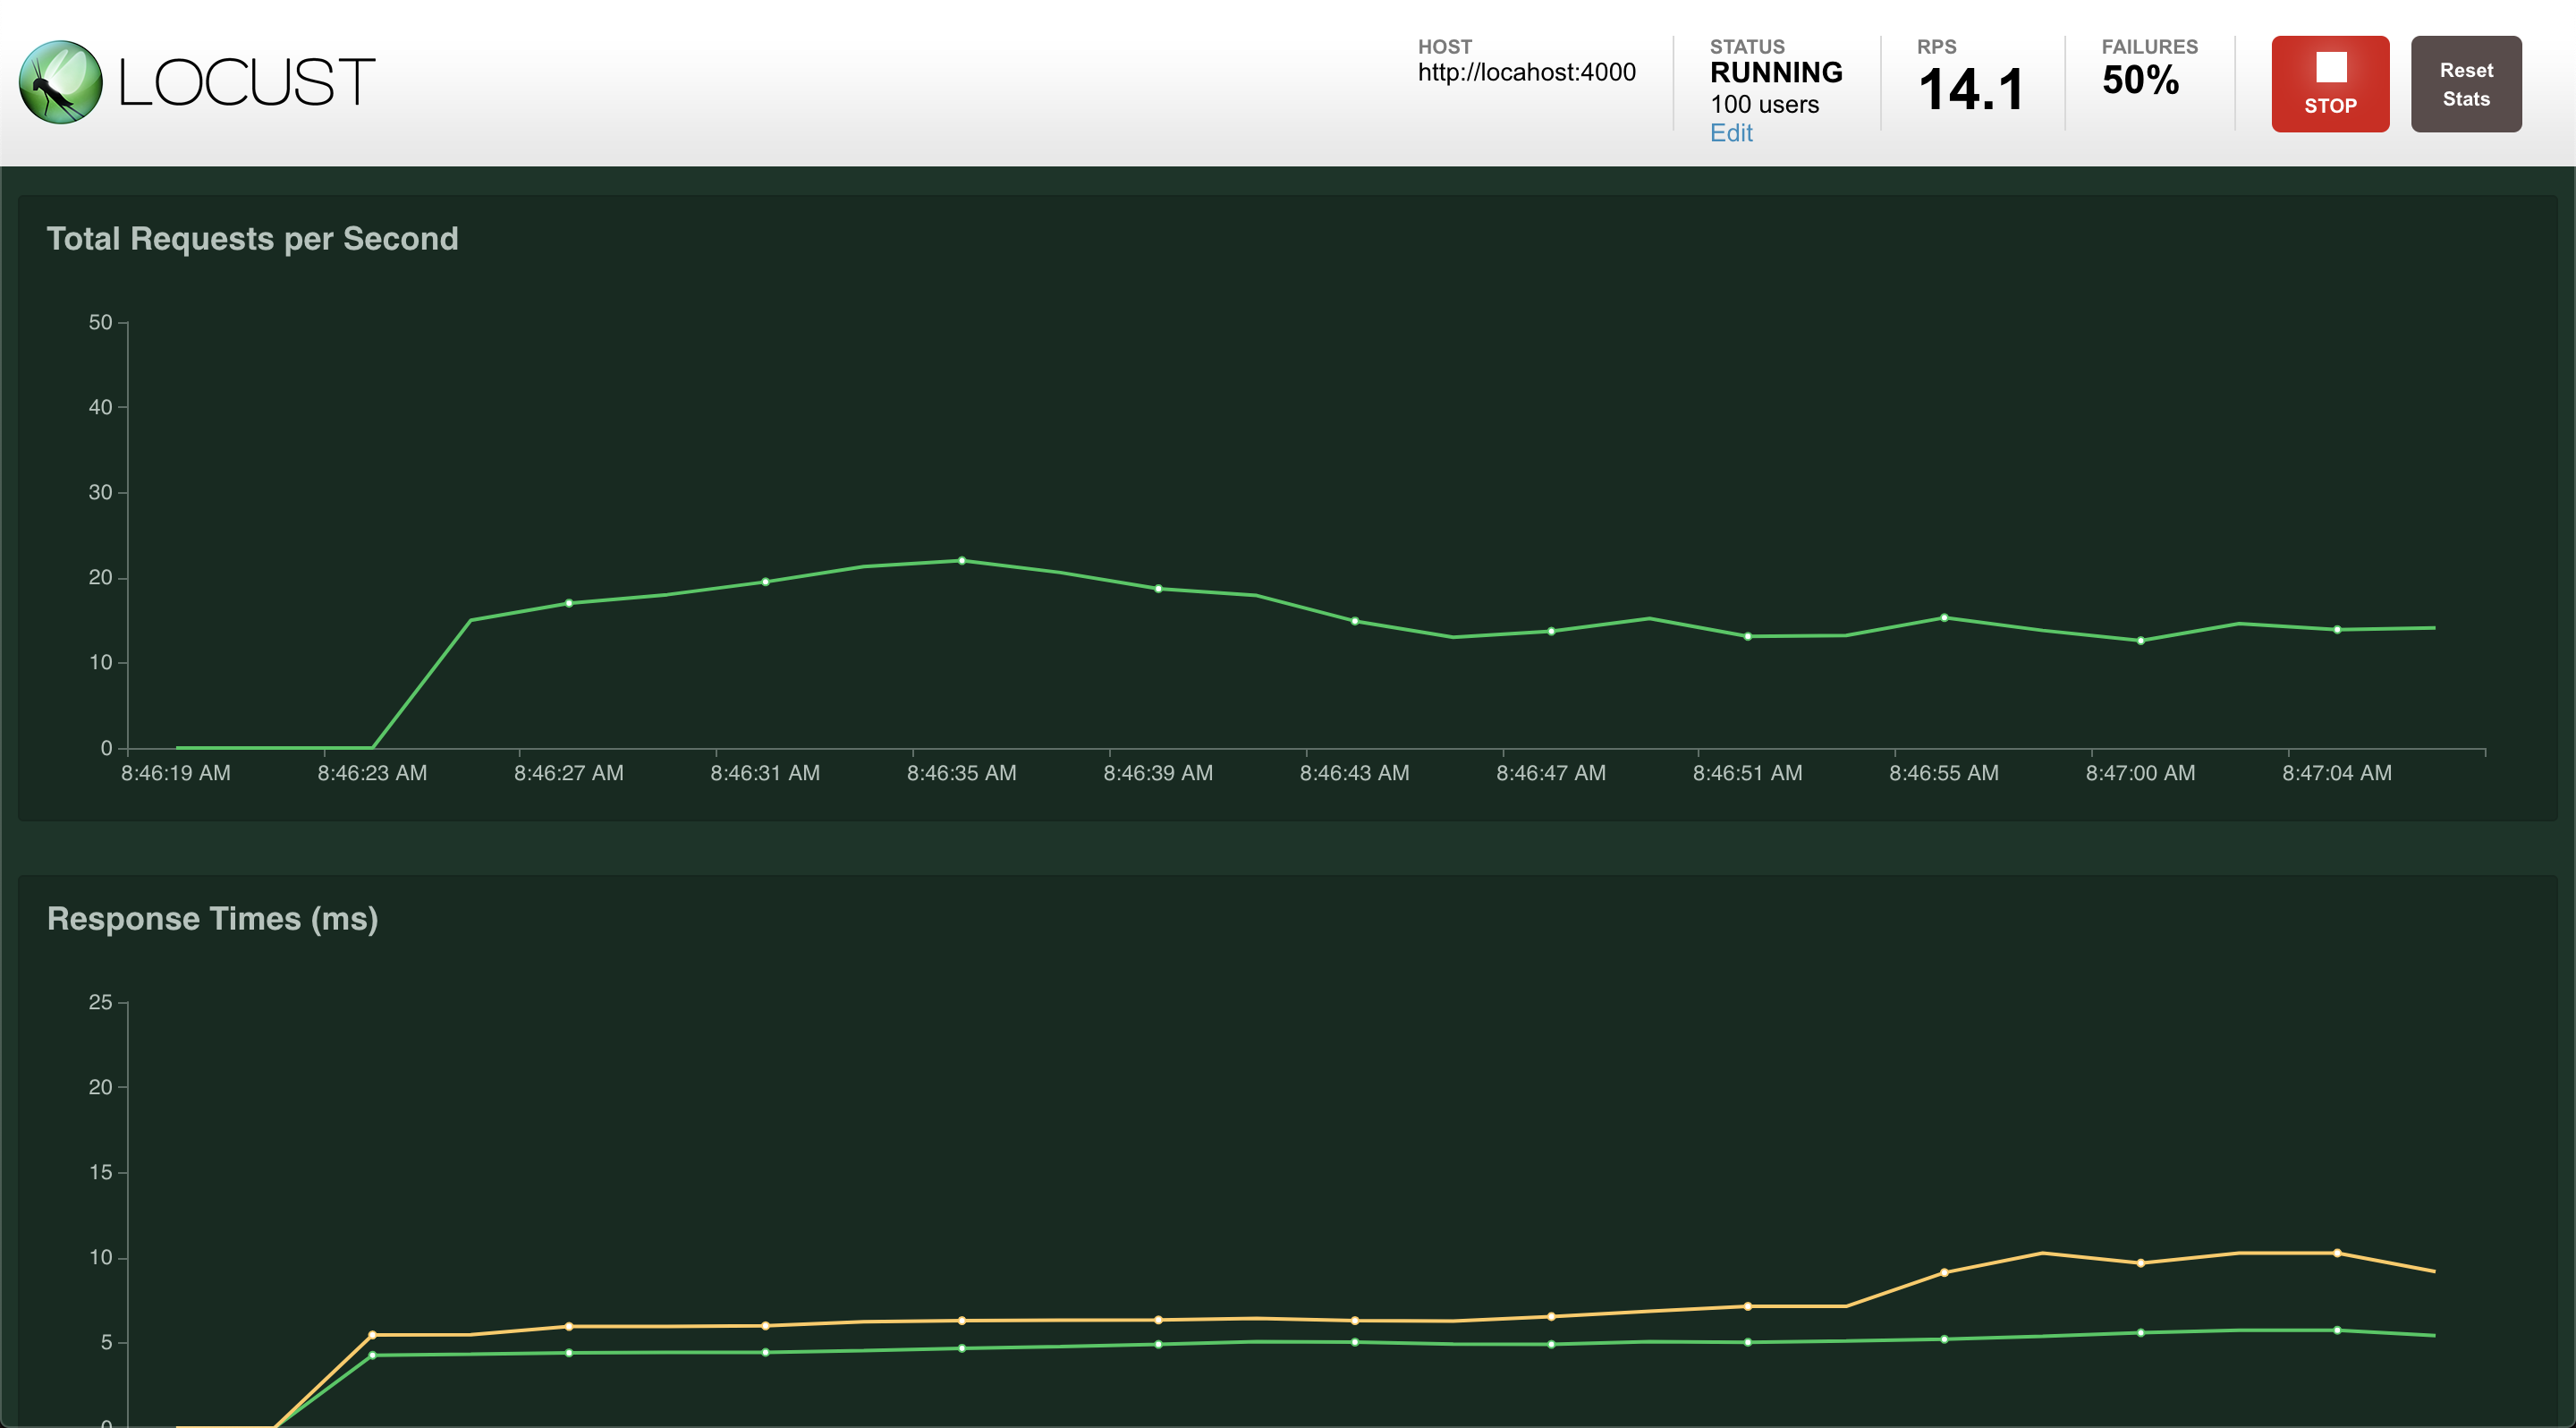 LOCUST
HOST
http://locahost:4000
STATUS
RUNNING
100 users
Edit
RPS
14.1
FAILURES
50%
STOP
Reset
Stats
Total Requests per Second
50
40
30
20
10
0
8:46:19 AM 8:46:23 AM 8:46:27 AM 8:46:31 AM 8:46:35 AM 8:46:39 AM 8:46:43 AM 8:46:47 AM 8:46:51 AM 8:46:55 AM 8:47:00 AM 8:47:04 AM
Response Times (ms)
25
20
15
10
5
0